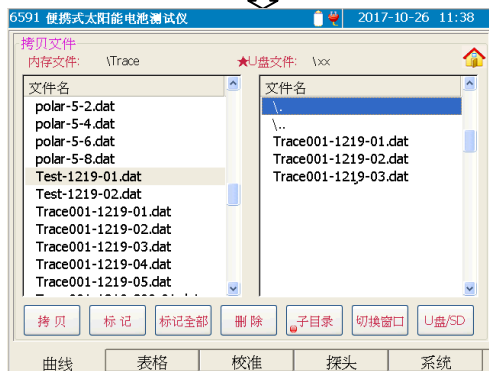 6591 便携式太阳能电池测试仪 2017-10-26 11:38
拷贝文件
内存文件: \Trace ★U盘文件: \xx
文件名
polar-5-2.dat
polar-5-4.dat
polar-5-6.dat
polar-5-8.dat
Test-1219-01.dat
Test-1219-02.dat
Trace001-1219-01.dat
Trace001-1219-02.dat
Trace001-1219-03.dat
Trace001-1219-04.dat
Trace001-1219-05.dat
文件名
\.
\..
Trace001-1219-01.dat
Trace001-1219-02.dat
Trace001-1219-03.dat
拷贝 标记 标记全部 删除 子目录 切换窗口 U盘/SD
曲线 表格 校准 探头 系统